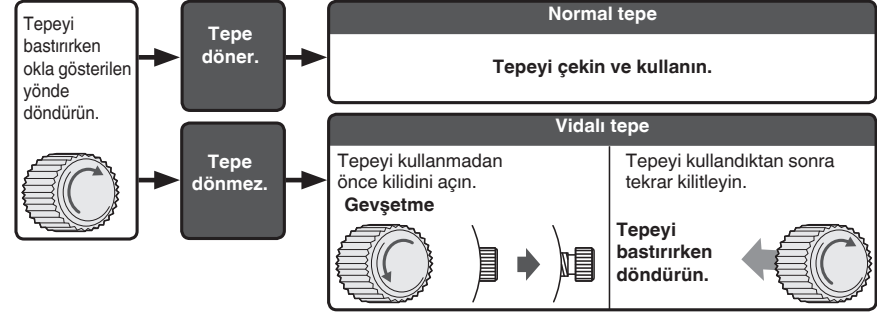 Tepeyi
bastırırken
okla gösterilen
yönde
döndürün.
Tepe
döner.
Normal tepe
Tepeyi çekin ve kullanın.
Tepe
dönmez.
Vidalı tepe
Tepeyi kullanmadan
önce kilidini açın.
Gevşetme
Tepeyi kullandıktan sonra
tekrar kilitleyin.
Tepeyi
bastırırken
döndürün.